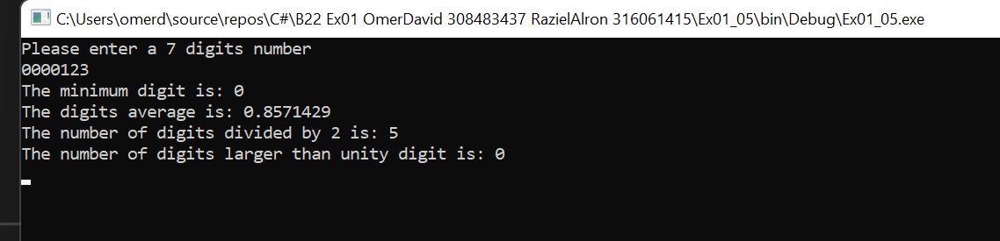 C:\Users\omerd\source\repos\C#\B22 Ex01 OmerDavid 308483437 RazielAlron 316061415\Ex01_05\bin\Debug\Ex01_05.exe
Please enter a 7 digits number
0000123
The minimum digit is: 0
The digits average is: 0.8571429
The number of digits divided by 2 is: 5
The number of digits larger than unity digit is: 0